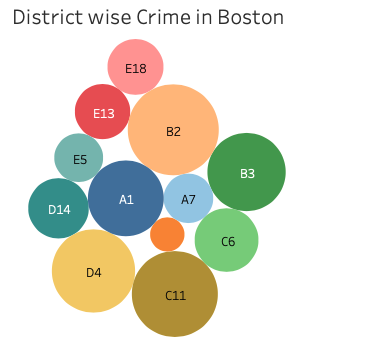 District wise Crime in Boston
E18
E13
B2
E5
B3
A1
A7
D14
C6
D4
C11